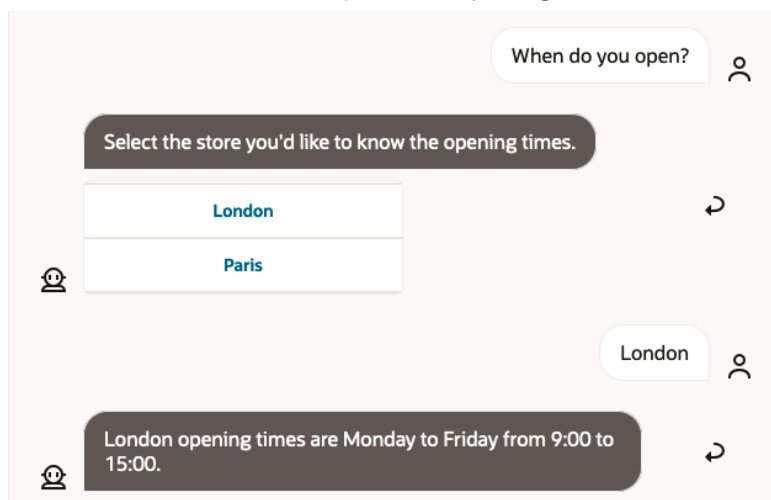 When do you open?
Select the store you'd like to know the opening times.
London
Paris
London
London opening times are Monday to Friday from 9:00 to
15:00.